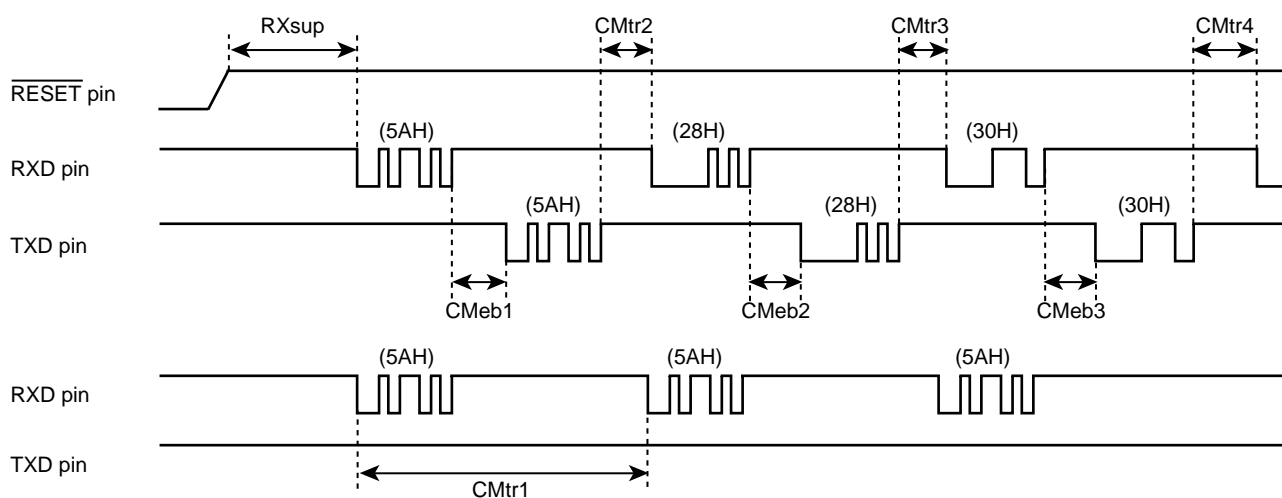 RXsup CMtr2 CMtr3 CMtr4
RESET pin
(5AH) (28H) (30H)
RXD pin
(5AH) (28H) (30H)
TXD pin
CMeb1 CMeb2 CMeb3
(5AH) (5AH) (5AH)
RXD pin
TXD pin
CMtr1